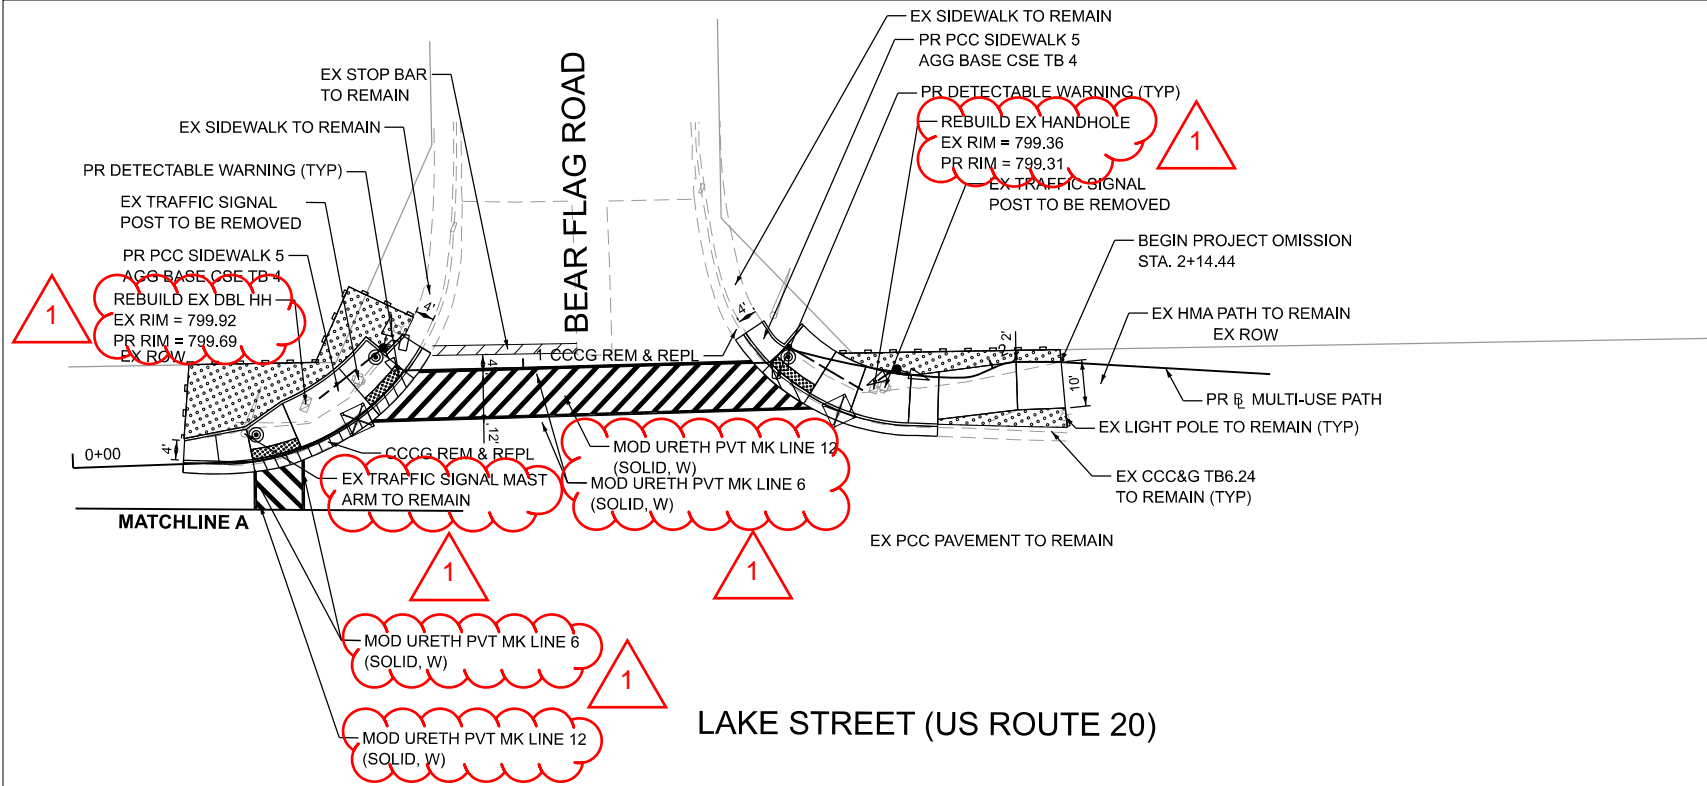 EX SIDEWALK TO REMAIN
PR PCC SIDEWALK 5
AGG BASE CSE TB 4
PR DETECTABLE WARNING (TYP)
REBUILD EX HANDHOLE
EX RIM = 799.36
PR RIM = 799.31
1
EX TRAFFIC SIGNAL
POST TO BE REMOVED
EX STOP BAR
TO REMAIN
EX SIDEWALK TO REMAIN
PR DETECTABLE WARNING (TYP)
EX TRAFFIC SIGNAL
POST TO BE REMOVED
PR PCC SIDEWALK 5
AGG BASE CSE TB 4
REBUILD EX DBL HH
EX RIM = 799.92
PR RIM = 799.69
EX ROW
1
BEAR FLAG ROAD
4'
4'
BEGIN PROJECT OMISSION
STA. 2+14.44
EX HMA PATH TO REMAIN
EX ROW
2'
10'
PR BL MULTI-USE PATH
EX LIGHT POLE TO REMAIN (TYP)
EX CCC&G TB6.24
TO REMAIN (TYP)
1 CCCG REM & REPL
4'
12'
0+00
CCCG REM & REPL
EX TRAFFIC SIGNAL MAST
ARM TO REMAIN
1
MOD URETH PVT MK LINE 12
(SOLID, W)
MOD URETH PVT MK LINE 6
(SOLID, W)
1
MATCHLINE A
EX PCC PAVEMENT TO REMAIN
MOD URETH PVT MK LINE 6
(SOLID, W)
1
MOD URETH PVT MK LINE 12
(SOLID, W)
LAKE STREET (US ROUTE 20)